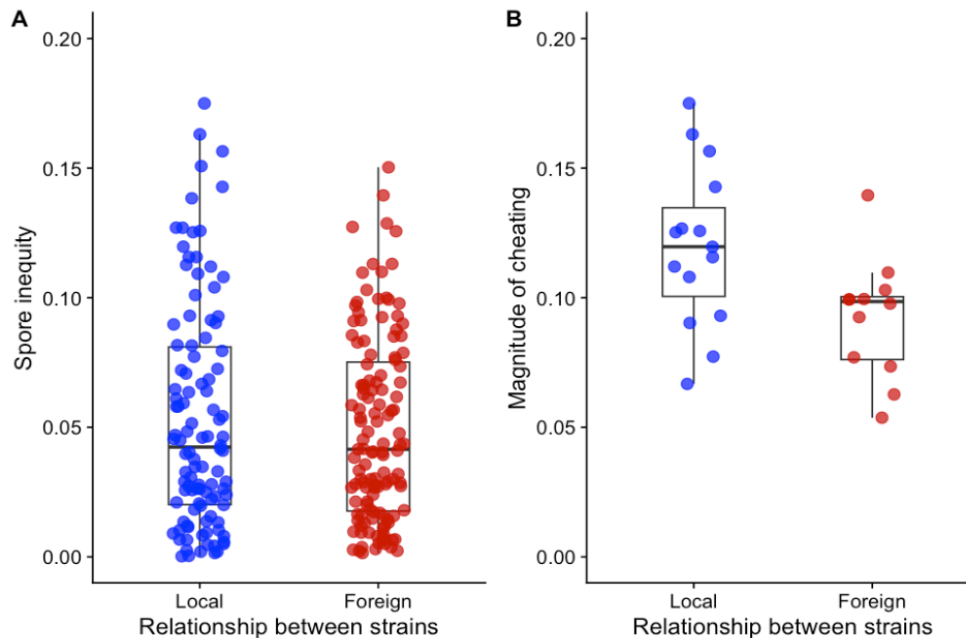 A
Spore inequity
0.20
0.15
0.10
0.05
0.00
Local Foreign
Relationship between strains
B
Magnitude of cheating
0.20
0.15
0.10
0.05
0.00
Local Foreign
Relationship between strains